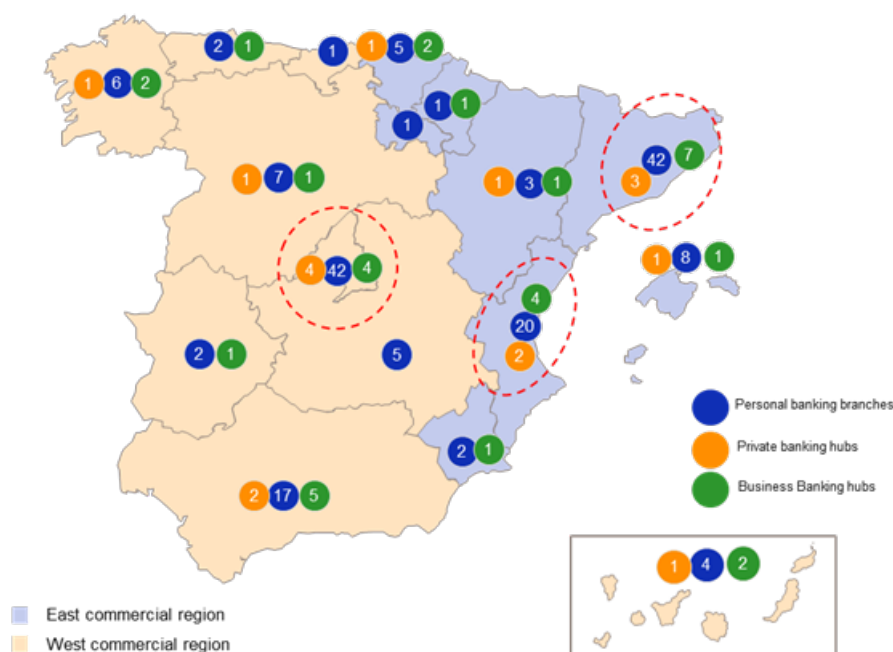 2 1
1
1 5 2
1 6 2
1 1
1
42 7
3
1 7 1
1 3 1
1 8 1
4 42 4
4
20
2
2 1
5
2 1
2 17 5
Personal banking branches
Private banking hubs
Business Banking hubs
1 4 2
East commercial region
West commercial region